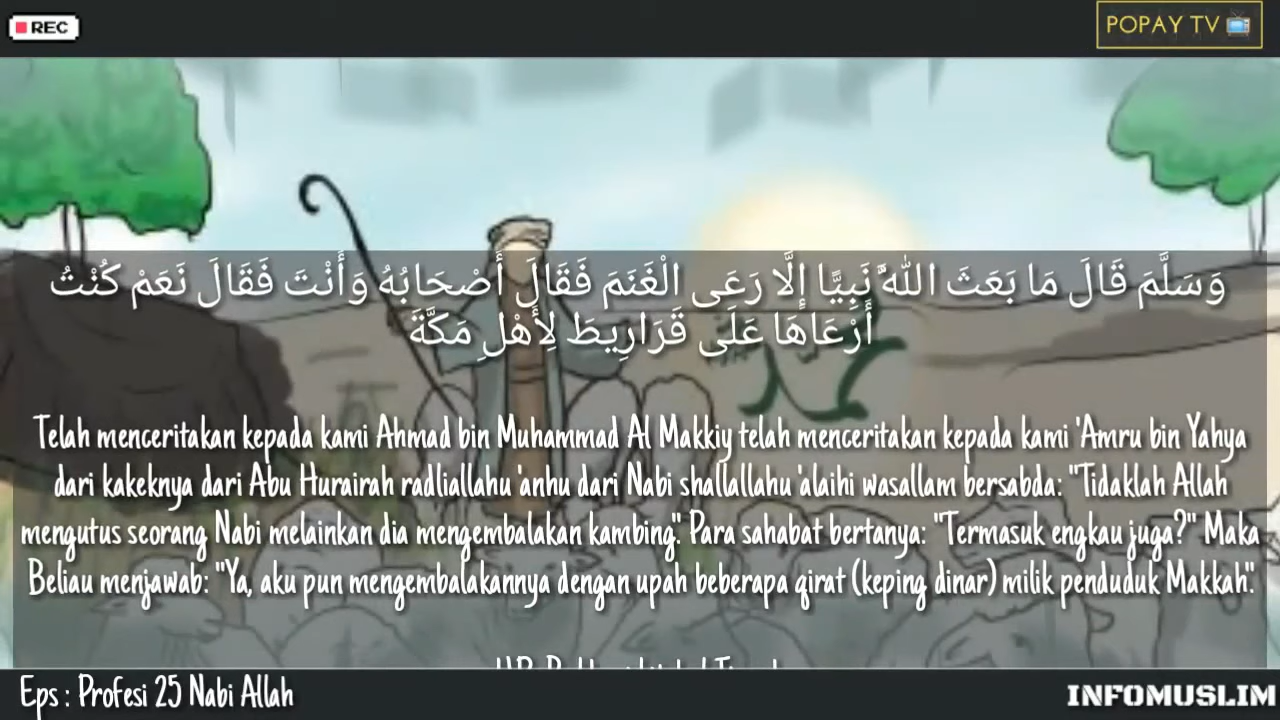 REC
POPAY TV
وَسَلَّمَ قَالَ مَا بَعَثَ اللَّهُ نَبِيًّا إِلَّا رَعَى الْغَنَمَ فَقَالَ أَصْحَابُهُ وَأَنْتَ فَقَالَ نَعَمْ كُنْتُ
أَرْعَاهَا عَلَى قَرَارِيطَ لِأَهْلِ مَكَّةَ
Telah menceritakan kepada kami Ahmad bin Muhammad Al Makkiy telah menceritakan kepada kami 'Amru bin Yahya
dari kakeknya dari Abu Hurairah radliallahu 'anhu dari Nabi shallallahu 'alaihi wasallam bersabda: "Tidaklah Allah
mengutus seorang Nabi melainkan dia mengembalakan kambing". Para sahabat bertanya: "Termasuk engkau juga?" Maka
Beliau menjawab: "Ya, aku pun mengembalakannya dengan upah beberapa qirat (keping dinar) milik penduduk Makkah".
Eps : Profesi 25 Nabi Allah
INFOMUSLIM